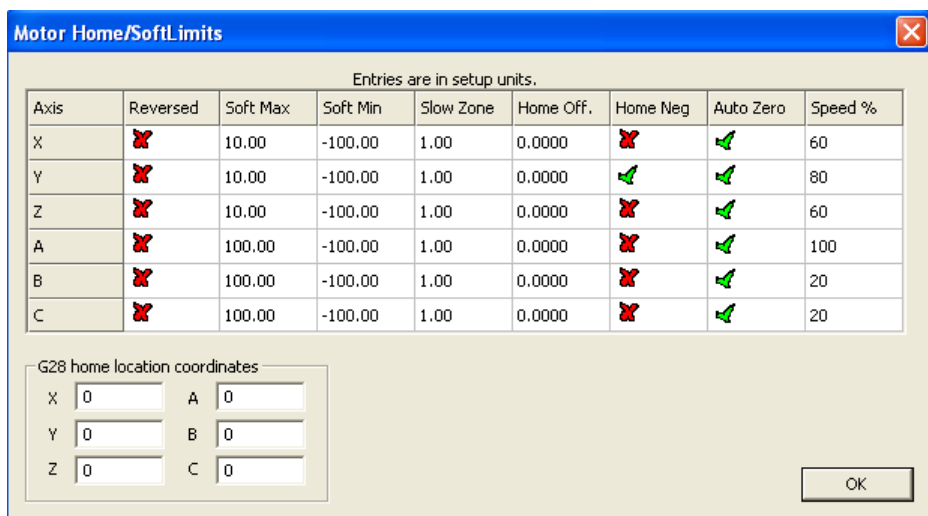 Motor Home/SoftLimits
Entries are in setup units.
Axis Reversed Soft Max Soft Min Slow Zone Home Off. Home Neg Auto Zero Speed %
X 10.00 -100.00 1.00 0.0000 60
Y 10.00 -100.00 1.00 0.0000 80
Z 10.00 -100.00 1.00 0.0000 60
A 100.00 -100.00 1.00 0.0000 100
B 100.00 -100.00 1.00 0.0000 20
C 100.00 -100.00 1.00 0.0000 20
G28 home location coordinates
X 0 A 0
Y 0 B 0
Z 0 C 0
OK